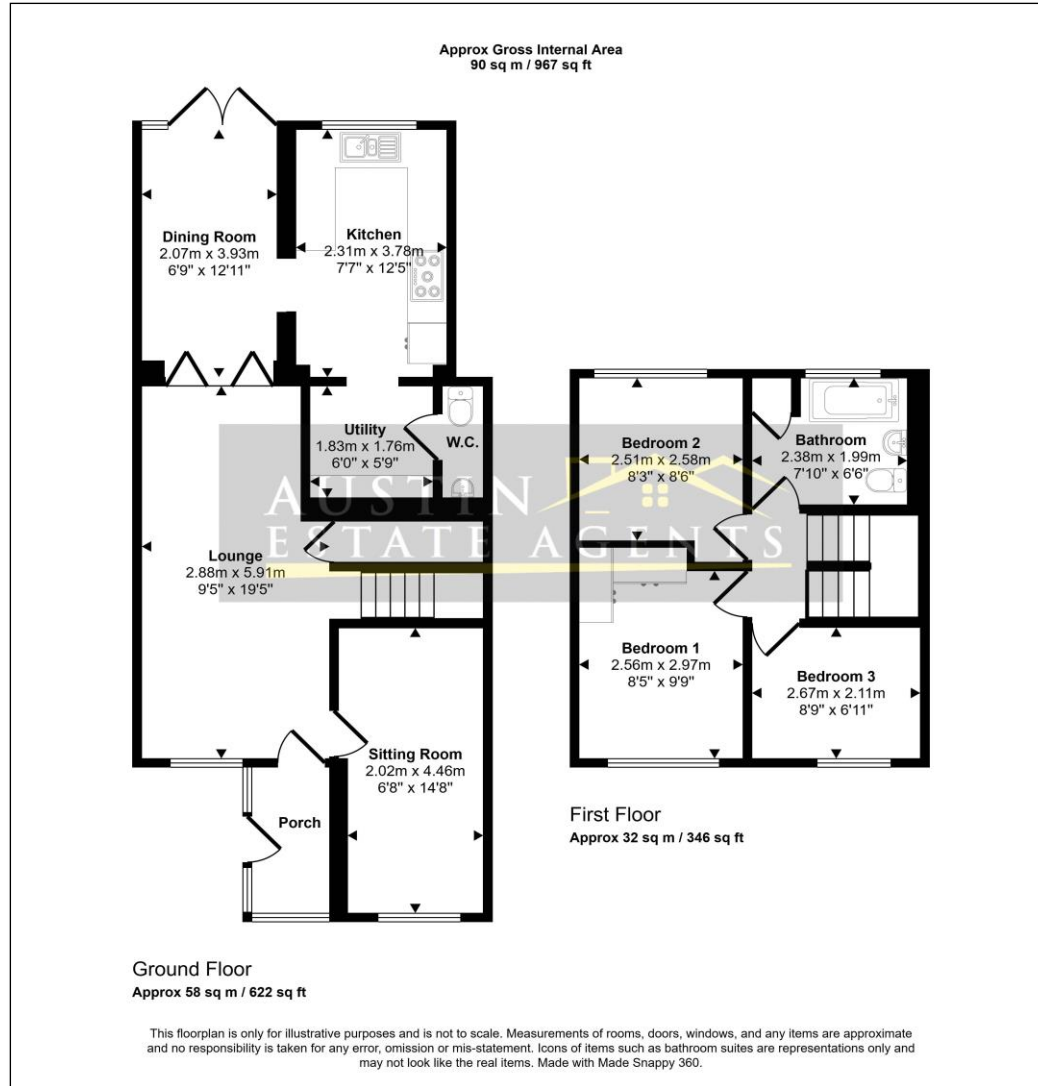 Approx Gross Internal Area
90 sq m / 967 sq ft
Dining Room
2.07m x 3.93m
6'9" x 12'11"
Kitchen
2.31m x 3.78m
7'7" x 12'5"
Utility
1.83m x 1.76m
6'0" x 5'9"
W.C.
Lounge
2.88m x 5.91m
9'5" x 19'5"
Sitting Room
2.02m x 4.46m
6'8" x 14'8"
Porch
Ground Floor
Approx 58 sq m / 622 sq ft
Bedroom 2
2.51m x 2.58m
8'3" x 8'6"
Bathroom
2.38m x 1.99m
7'10" x 6'6"
Bedroom 1
2.56m x 2.97m
8'5" x 9'9"
Bedroom 3
2.67m x 2.11m
8'9" x 6'11"
First Floor
Approx 32 sq m / 346 sq ft
AUSTIN
ESTATE AGENTS
This floorplan is only for illustrative purposes and is not to scale. Measurements of rooms, doors, windows, and any items are approximate
and no responsibility is taken for any error, omission or mis-statement. Icons of items such as bathroom suites are representations only and
may not look like the real items. Made with Made Snappy 360.